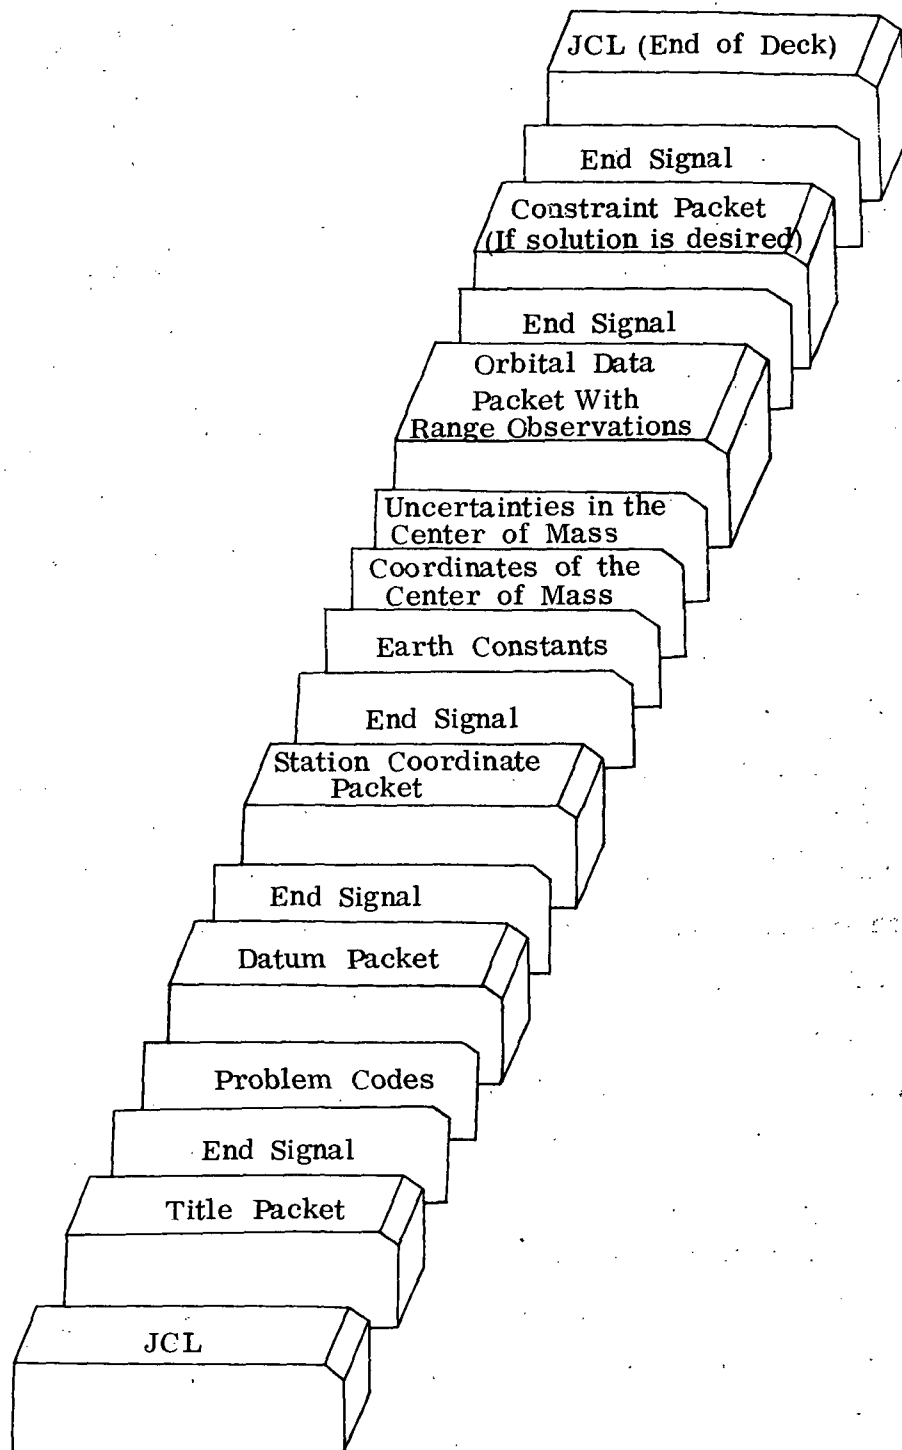 JCL (End of Deck)
End Signal
Constraint Packet
(If solution is desired)
End Signal
Orbital Data
Packet With
Range Observations
Uncertainties in the
Center of Mass
Coordinates of the
Center of Mass
Earth Constants
End Signal
Station Coordinate
Packet
End Signal
Datum Packet
Problem Codes
End Signal
Title Packet
JCL